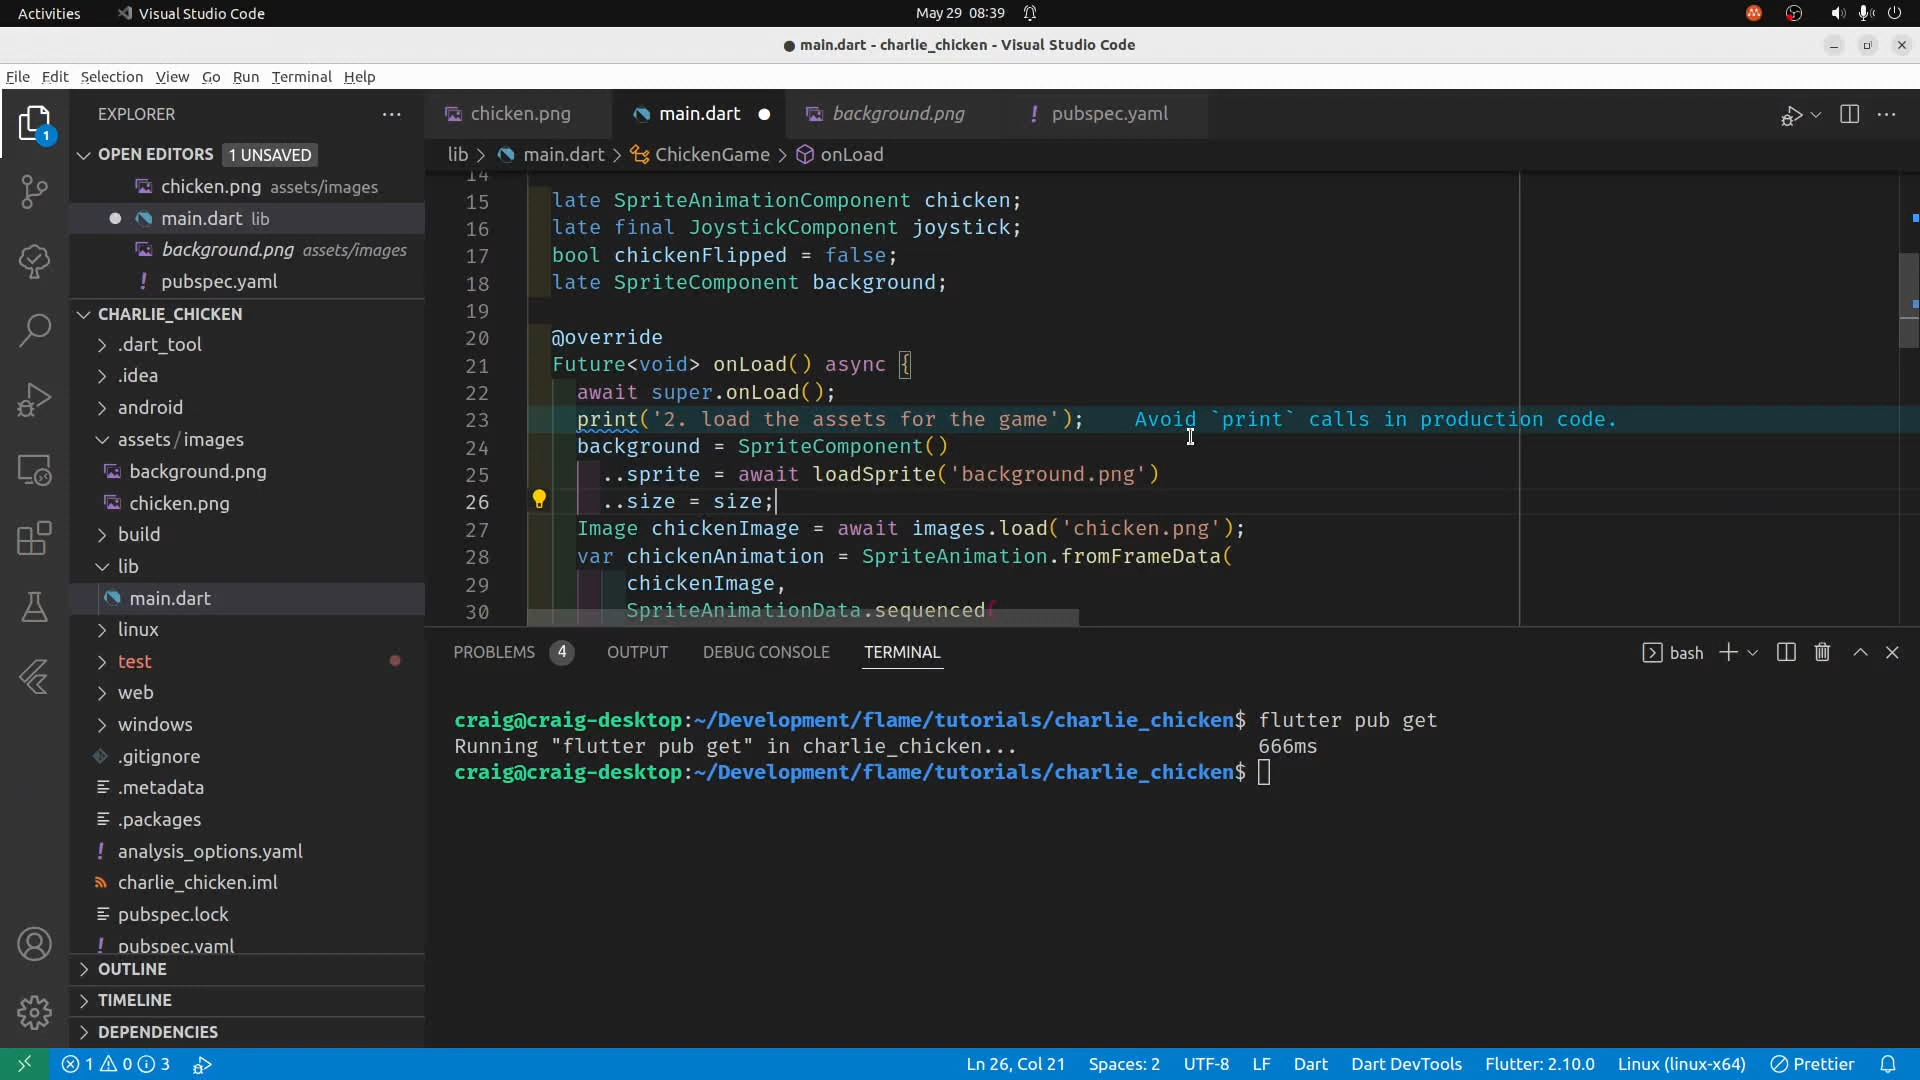 Activities
Visual Studio Code
May 29 08:39
● main.dart - charlie_chicken - Visual Studio Code
File Edit Selection View Go Run Terminal Help
EXPLORER
OPEN EDITORS 1 UNSAVED
chicken.png assets/images
main.dart lib
background.png assets/images
pubspec.yaml
CHARLIE_CHICKEN
.dart_tool
.idea
android
assets/images
background.png
chicken.png
build
lib
main.dart
linux
test
web
windows
.gitignore
.metadata
.packages
analysis_options.yaml
charlie_chicken.iml
pubspec.lock
pubspec.yaml
OUTLINE
TIMELINE
DEPENDENCIES
1
chicken.png
main.dart
background.png
pubspec.yaml
lib > main.dart > ChickenGame > onLoad
14
15 late SpriteAnimationComponent chicken;
16 late final JoystickComponent joystick;
17 bool chickenFlipped = false;
18 late SpriteComponent background;
19
20 @override
21 Future<void> onLoad() async {
22 await super.onLoad();
23 print('2. load the assets for the game'); Avoid `print` calls in production code.
24 background = SpriteComponent()
25 ..sprite = await loadSprite('background.png')
26 ..size = size;
27 Image chickenImage = await images.load('chicken.png');
28 var chickenAnimation = SpriteAnimation.fromFrameData(
29 chickenImage,
30 SpriteAnimationData.sequenced(
PROBLEMS 4 OUTPUT DEBUG CONSOLE TERMINAL
bash
craig@craig-desktop:~/Development/flame/tutorials/charlie_chicken$ flutter pub get
Running "flutter pub get" in charlie_chicken... 666ms
craig@craig-desktop:~/Development/flame/tutorials/charlie_chicken$
1 0 3
Ln 26, Col 21
Spaces: 2
UTF-8
LF
Dart
Dart DevTools
Flutter: 2.10.0
Linux (linux-x64)
Prettier